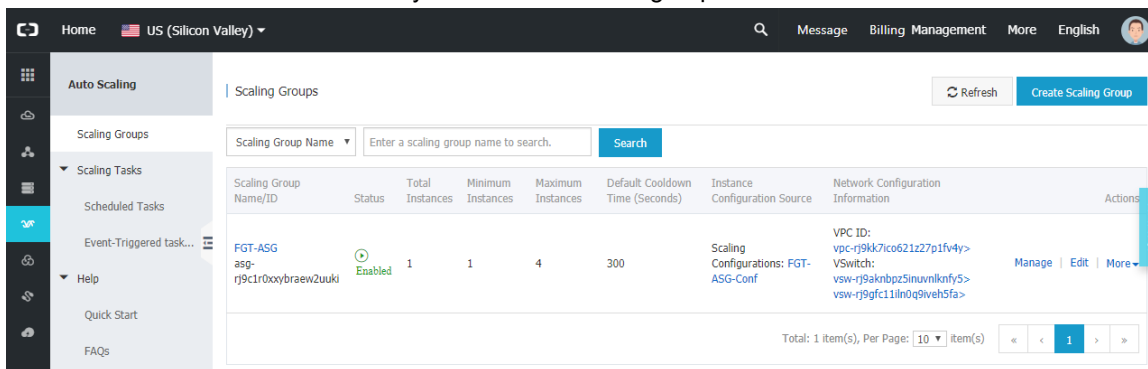 Home US (Silicon Valley) Message Billing Management More English
Auto Scaling
Scaling Groups
Scaling Tasks
Scheduled Tasks
Event-Triggered task...
Help
Quick Start
FAQs
Scaling Groups
Refresh
Create Scaling Group
Scaling Group Name Enter a scaling group name to search. Search
Scaling Group Name/ID Status Total Instances Minimum Instances Maximum Instances Default Cooldown Time (Seconds) Instance Configuration Source Network Configuration Information Actions
FGT-ASG
asg-
rj9c1r0xxybraew2uuki
Enabled
1
1
4
300
Scaling
Configurations: FGT-
ASG-Conf
VPC ID:
vpc-rj9kk7ico621z27p1fv4y>
VSwitch:
vsw-rj9aknbpz5inuvnlknfy5>
vsw-rj9gfc11iln0q9iveh5fa>
Manage | Edit | More
Total: 1 item(s), Per Page: 10 item(s) « ‹ 1 › »